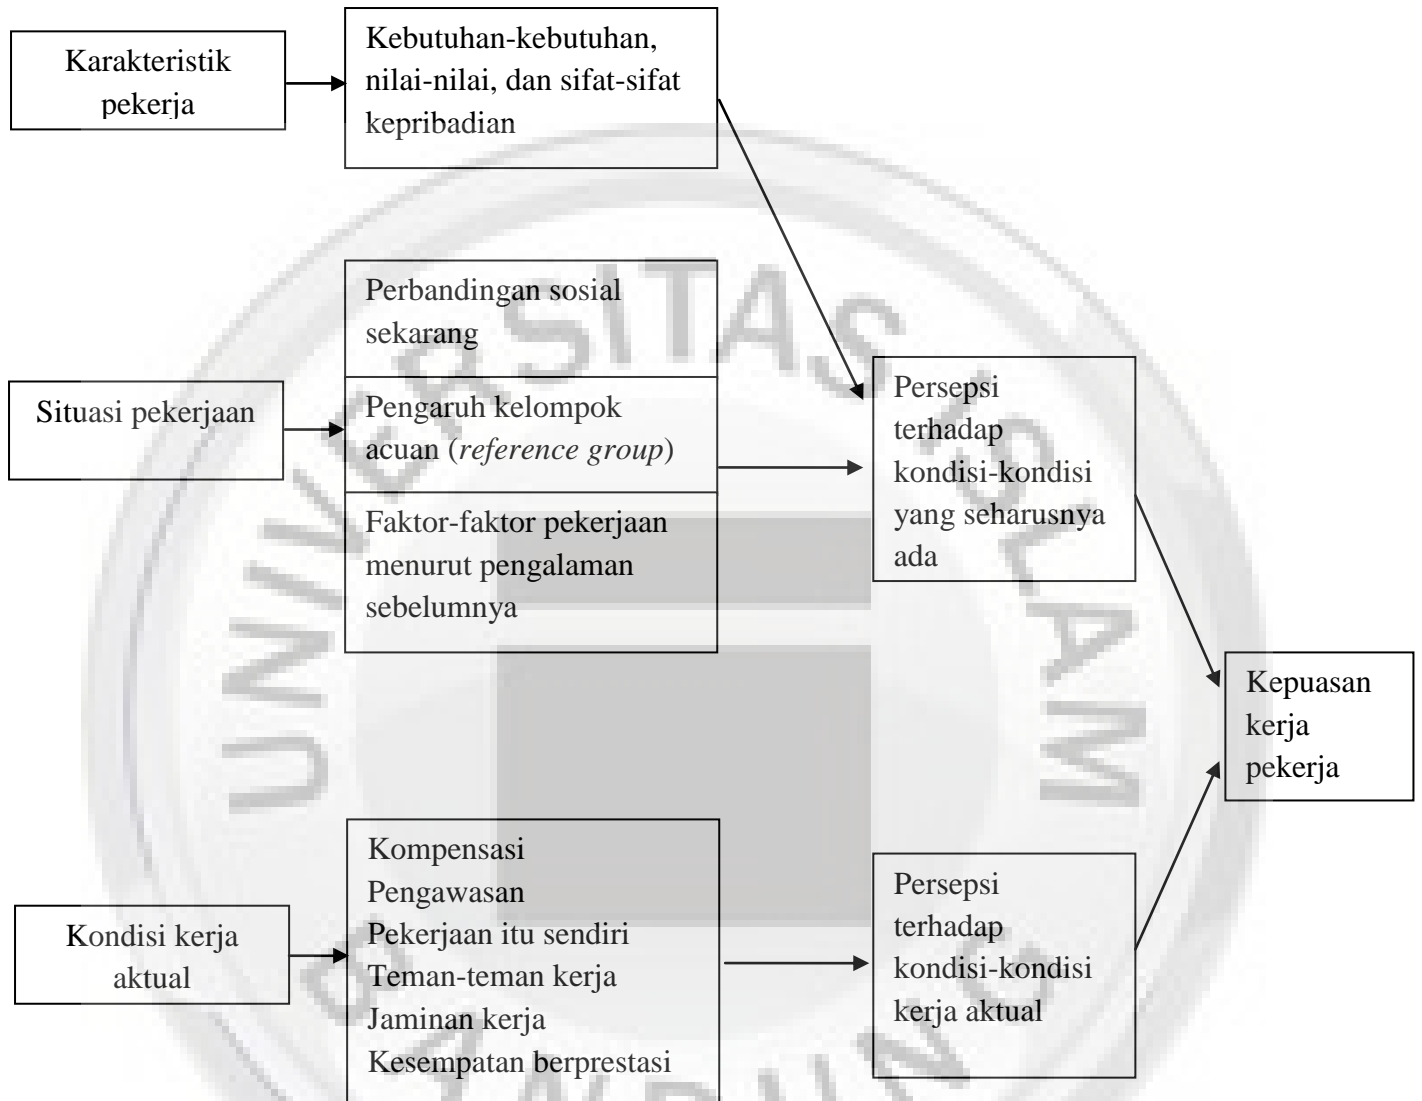 Karakteristik
pekerja
Kebutuhan-kebutuhan,
nilai-nilai, dan sifat-sifat
kepribadian
Situasi pekerjaan
Perbandingan sosial
sekarang
Pengaruh kelompok
acuan (reference group)
Faktor-faktor pekerjaan
menurut pengalaman
sebelumnya
Persepsi
terhadap
kondisi-kondisi
yang seharusnya
ada
Kondisi kerja
aktual
Kompensasi
Pengawasan
Pekerjaan itu sendiri
Teman-teman kerja
Jaminan kerja
Kesempatan berprestasi
Persepsi
terhadap
kondisi-kondisi
kerja aktual
Kepuasan
kerja
pekerja
UNIVERSITAS ISLAM
BANDUNG